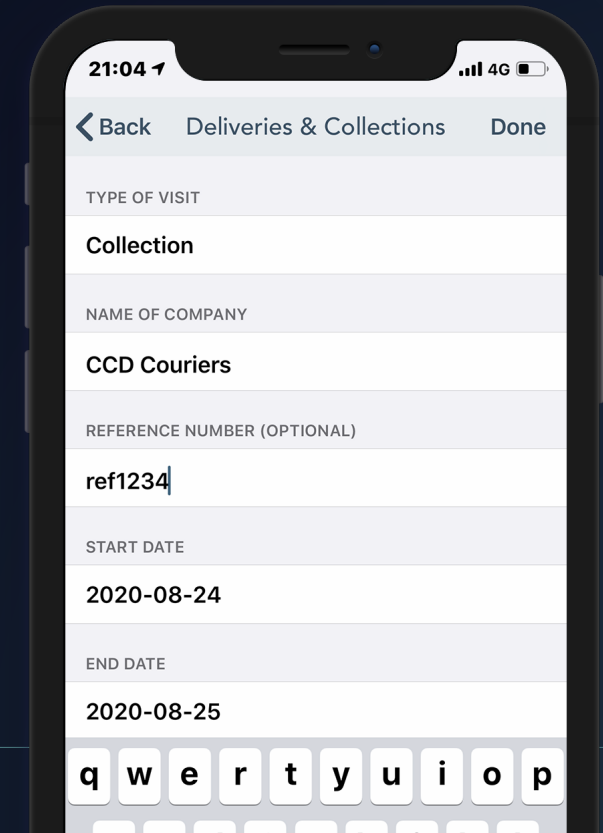 21:04 4G
Back Deliveries & Collections Done
TYPE OF VISIT
Collection
NAME OF COMPANY
CCD Couriers
REFERENCE NUMBER (OPTIONAL)
ref1234
START DATE
2020-08-24
END DATE
2020-08-25
q w e r t y u i o p